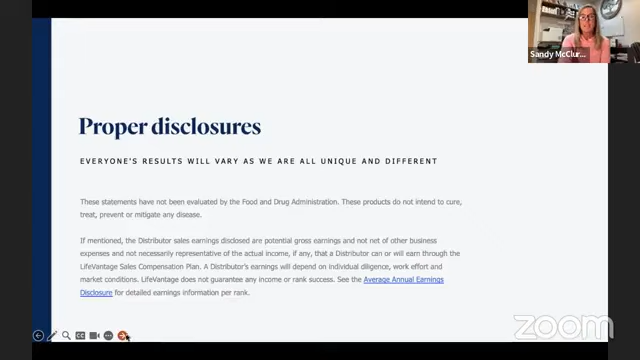 Sandy McClur...
Proper disclosures
EVERYONE'S RESULTS WILL VARY AS WE ARE ALL UNIQUE AND DIFFERENT
These statements have not been evaluated by the Food and Drug Administration. These products do not intend to cure,
treat, prevent or mitigate any disease.
If mentioned, the Distributor sales earnings disclosed are potential gross earnings and not net of other business
expenses and not necessarily representative of the actual income, if any, that a Distributor can or will earn through the
LifeVantage Sales Compensation Plan. A Distributor's earnings will depend on individual diligence, work effort and
market conditions. LifeVantage does not guarantee any income or rank success. See the Average Annual Earnings
Disclosure for detailed earnings information per rank.
CC
zoom